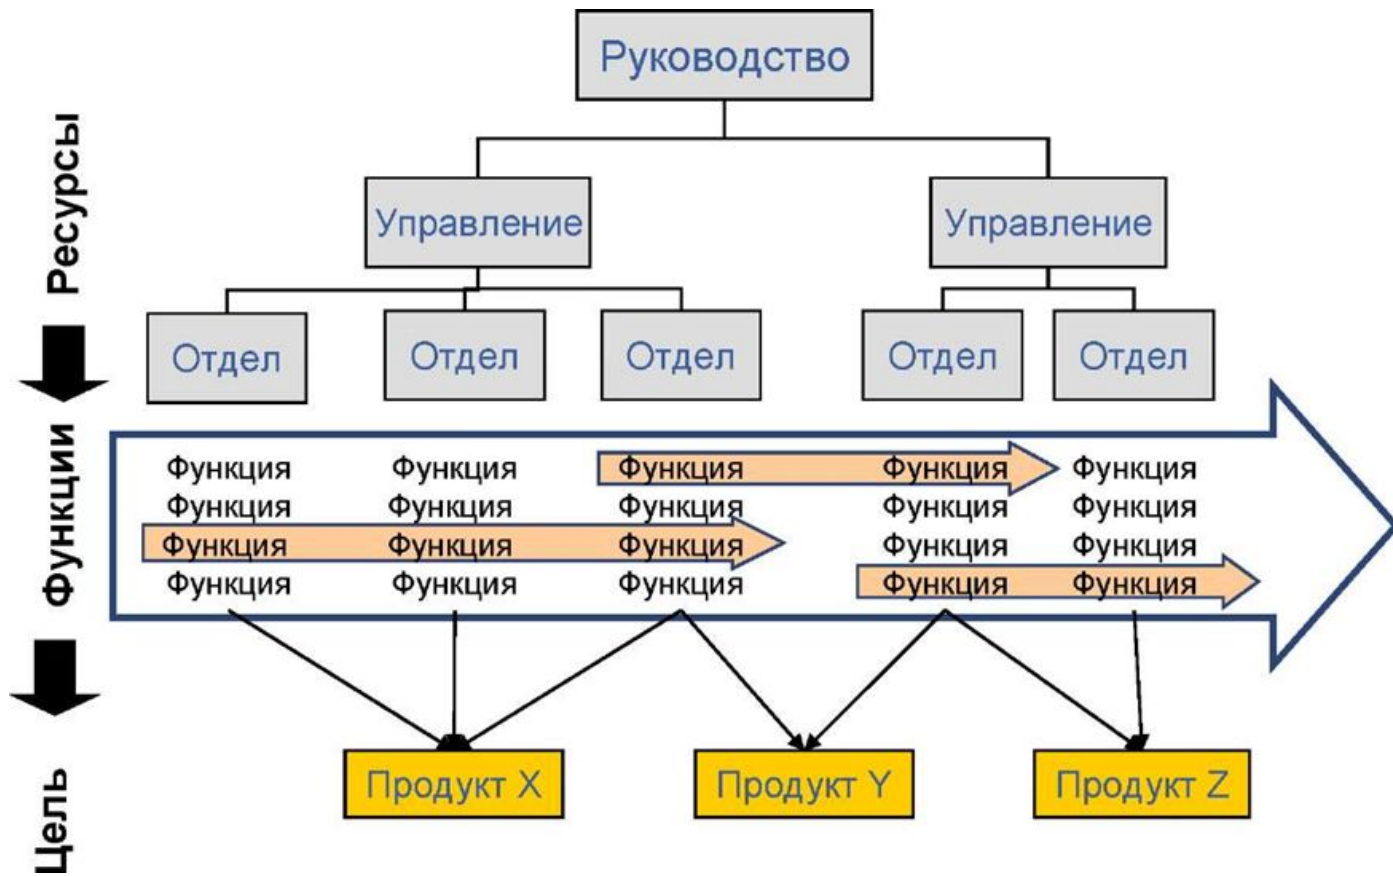 Руководство
Ресурсы
Управление Управление
Отдел Отдел Отдел Отдел Отдел
Функции
Функция Функция Функция Функция Функция
Функция Функция Функция Функция Функция
Функция Функция Функция Функция Функция
Функция Функция Функция Функция Функция
Цель
Продукт X Продукт Y Продукт Z